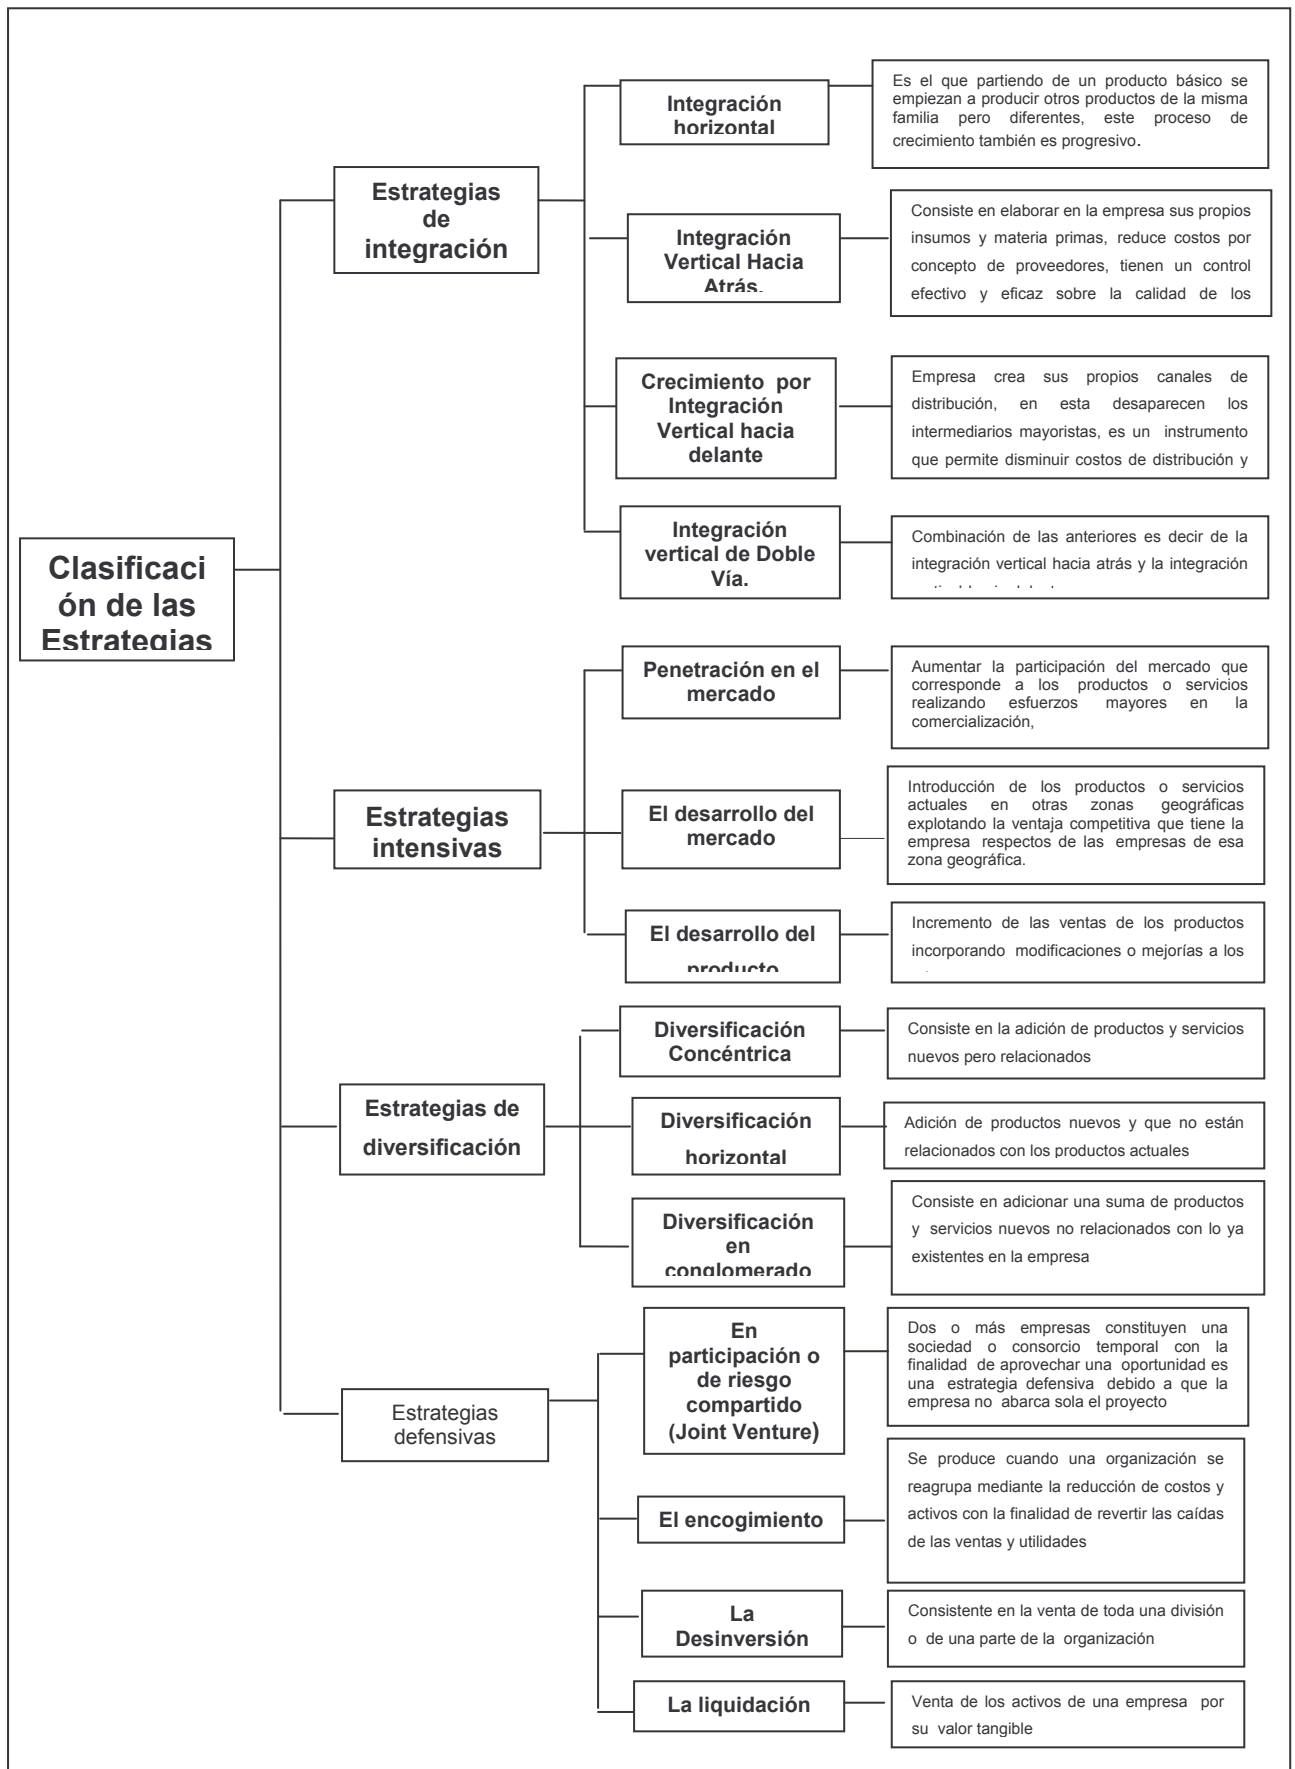 Clasificaci
ón de las
Estrategias
Estrategias
de
integración
Integración
horizontal
Es el que partiendo de un producto básico se
empiezan a producir otros productos de la misma
familia pero diferentes, este proceso de
crecimiento también es progresivo.
Integración
Vertical Hacia
Atrás.
Consiste en elaborar en la empresa sus propios
insumos y materia primas, reduce costos por
concepto de proveedores, tienen un control
efectivo y eficaz sobre la calidad de los
Crecimiento por
Integración
Vertical hacia
delante
Empresa crea sus propios canales de
distribución, en esta desaparecen los
intermediarios mayoristas, es un instrumento
que permite disminuir costos de distribución y
Integración
vertical de Doble
Vía.
Combinación de las anteriores es decir de la
integración vertical hacia atrás y la integración
Estrategias
intensivas
Penetración en el
mercado
Aumentar la participación del mercado que
corresponde a los productos o servicios
realizando esfuerzos mayores en la
comercialización,
El desarrollo del
mercado
Introducción de los productos o servicios
actuales en otras zonas geográficas
explotando la ventaja competitiva que tiene la
empresa respectos de las empresas de esa
zona geográfica.
El desarrollo del
producto
Incremento de las ventas de los productos
incorporando modificaciones o mejorías a los
Estrategias de
diversificación
Diversificación
Concéntrica
Consiste en la adición de productos y servicios
nuevos pero relacionados
Diversificación
horizontal
Adición de productos nuevos y que no están
relacionados con los productos actuales
Diversificación
en
conglomerado
Consiste en adicionar una suma de productos
y servicios nuevos no relacionados con lo ya
existentes en la empresa
Estrategias
defensivas
En
participación o
de riesgo
compartido
(Joint Venture)
Dos o más empresas constituyen una
sociedad o consorcio temporal con la
finalidad de aprovechar una oportunidad es
una estrategia defensiva debido a que la
empresa no abarca sola el proyecto
El encogimiento
Se produce cuando una organización se
reagrupa mediante la reducción de costos y
activos con la finalidad de revertir las caídas
de las ventas y utilidades
La
Desinversión
Consistente en la venta de toda una división
o de una parte de la organización
La liquidación
Venta de los activos de una empresa por
su valor tangible